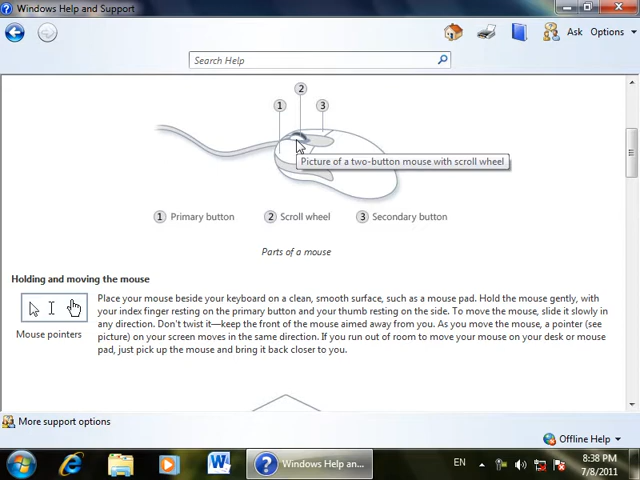 Windows Help and Support
Ask
Options
Search Help
2
1
3
Picture of a two-button mouse with scroll wheel
1 Primary button
2 Scroll wheel
3 Secondary button
Parts of a mouse
Holding and moving the mouse
Place your mouse beside your keyboard on a clean, smooth surface, such as a mouse pad. Hold the mouse gently, with
your index finger resting on the primary button and your thumb resting on the side. To move the mouse, slide it slowly in
any direction. Don't twist it—keep the front of the mouse aimed away from you. As you move the mouse, a pointer (see
picture) on your screen moves in the same direction. If you run out of room to move your mouse on your desk or mouse
pad, just pick up the mouse and bring it back closer to you.
Mouse pointers
More support options
Offline Help
Windows Help an...
EN
8:38 PM
7/8/2011